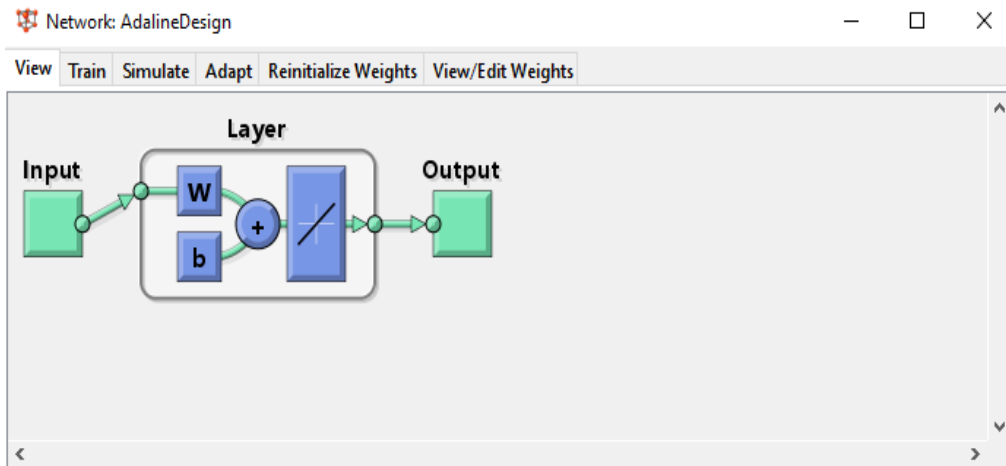 Network: AdalineDesign
View Train Simulate Adapt Reinitialize Weights View/Edit Weights
Layer
Input
Output
W
+
b